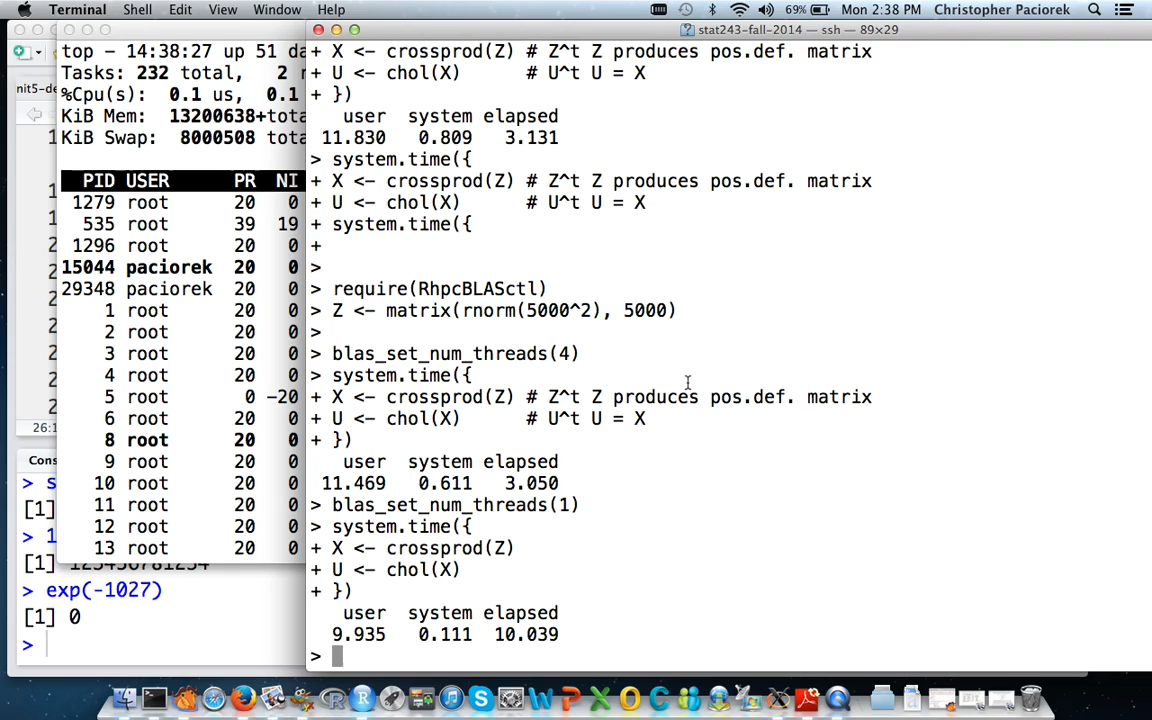 Terminal Shell Edit View Window Help 69% Mon 2:38 PM Christopher Paciorek
stat243-fall-2014 — ssh — 89×29
nit5-de
26:1
Cons
> s
[1]
> 1
[1] 123456781234
> exp(-1027)
[1] 0
>
top - 14:38:27 up 51 da
Tasks: 232 total, 2 r
%Cpu(s): 0.1 us, 0.1
KiB Mem: 13200638+tota
KiB Swap: 8000508 tota
PID USER PR NI
1279 root 20 0
535 root 39 19
1296 root 20 0
15044 paciorek 20 0
29348 paciorek 20 0
1 root 20 0
2 root 20 0
3 root 20 0
4 root 20 0
5 root 0 -20
6 root 20 0
8 root 20 0
9 root 20 0
10 root 20 0
11 root 20 0
12 root 20 0
13 root 20 0
+ X <- crossprod(Z) # Z^t Z produces pos.def. matrix
+ U <- chol(X) # U^t U = X
+ })
user system elapsed
11.830 0.809 3.131
> system.time({
+ X <- crossprod(Z) # Z^t Z produces pos.def. matrix
+ U <- chol(X) # U^t U = X
+ system.time({
+
>
> require(RhpcBLASctl)
> Z <- matrix(rnorm(5000^2), 5000)
>
> blas_set_num_threads(4)
> system.time({
+ X <- crossprod(Z) # Z^t Z produces pos.def. matrix
+ U <- chol(X) # U^t U = X
+ })
user system elapsed
11.469 0.611 3.050
> blas_set_num_threads(1)
> system.time({
+ X <- crossprod(Z)
+ U <- chol(X)
+ })
user system elapsed
9.935 0.111 10.039
>